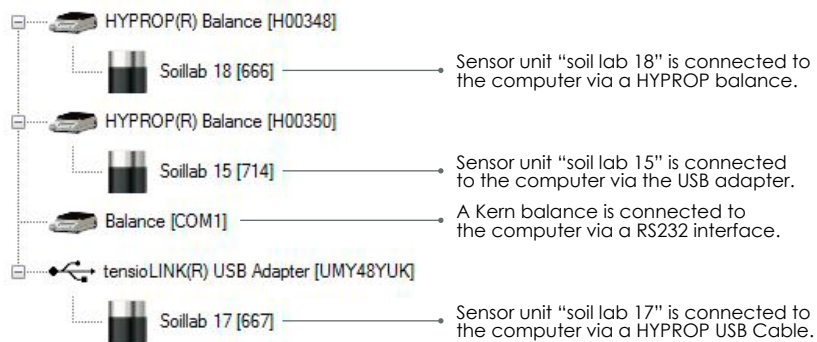 HYPROP(R) Balance [H00348]
Soillab 18 [666]
Sensor unit “soil lab 18” is connected to
the computer via a HYPROP balance.
HYPROP(R) Balance [H00350]
Soillab 15 [714]
Sensor unit “soil lab 15” is connected
to the computer via the USB adapter.
Balance [COM1]
A Kern balance is connected to
the computer via a RS232 interface.
tensioLINK(R) USB Adapter [UMY48YUK]
Soillab 17 [667]
Sensor unit “soil lab 17” is connected to
the computer via a HYPROP USB Cable.